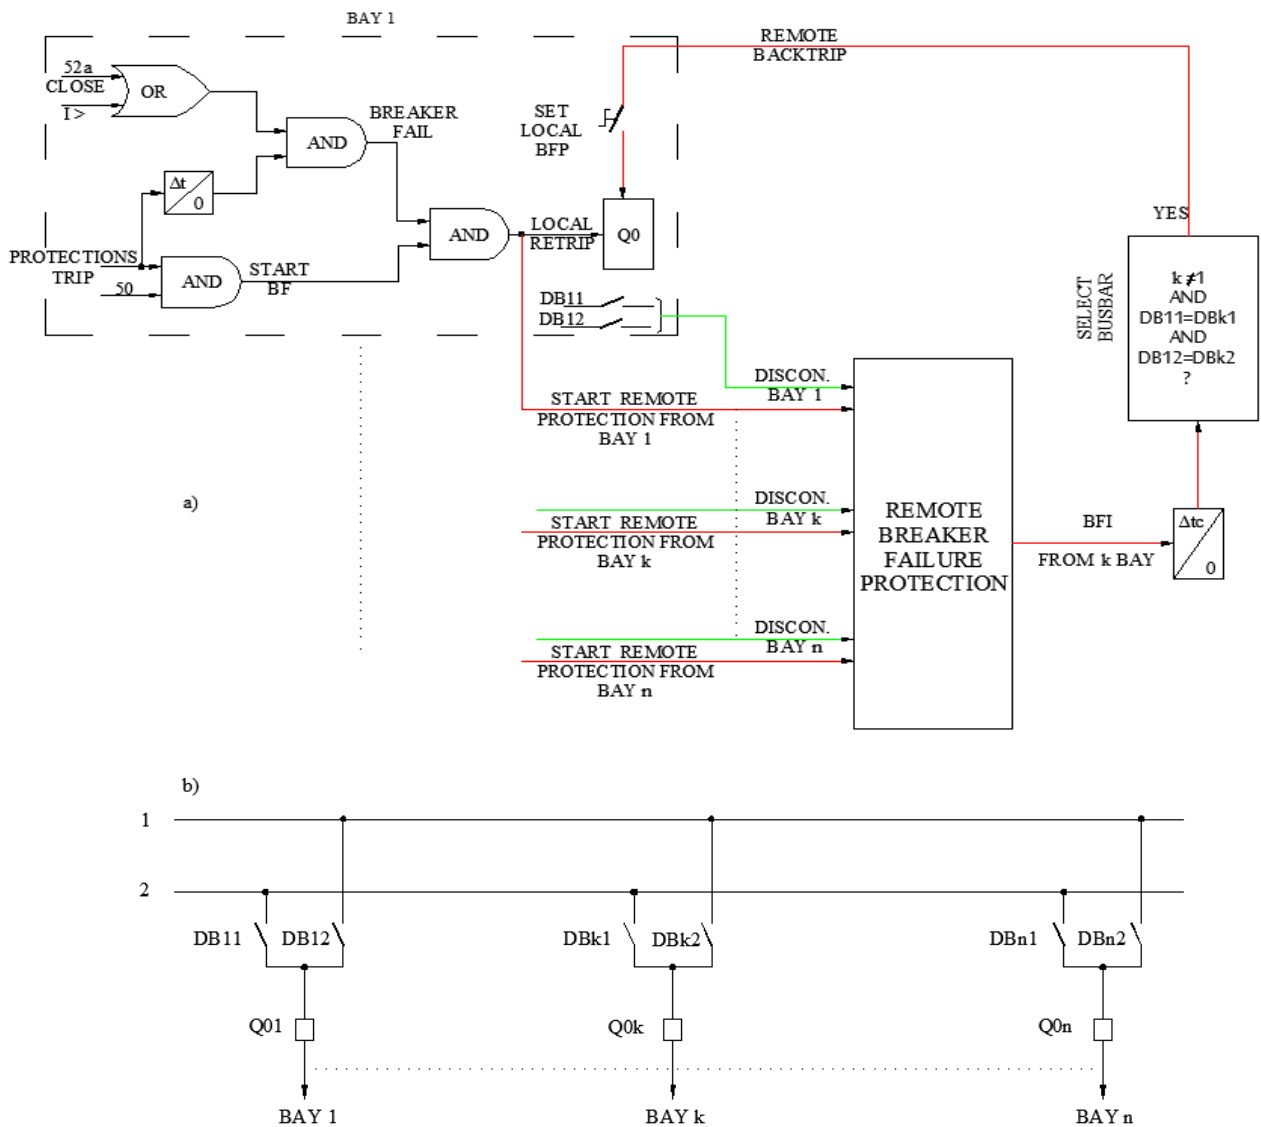 BAY 1
REMOTE
BACKTRIP
52a
CLOSE
I >
OR
BREAKER
FAIL
AND
SET
LOCAL
BFP
Δt
0
YES
PROTECTIONS
TRIP
50
AND
START
BF
AND
LOCAL
RETRIP
Q0
SELECT
BUSBAR
k ≠1
AND
DB11=DBk1
AND
DB12=DBk2
?
DB11
DB12
DISCON.
BAY 1
START REMOTE
PROTECTION FROM
BAY 1
a)
DISCON.
BAY k
START REMOTE
PROTECTION FROM
BAY k
REMOTE
BREAKER
FAILURE
PROTECTION
BFI
FROM k BAY
Δtc
0
DISCON.
BAY n
START REMOTE
PROTECTION FROM
BAY n
b)
1
2
DB11 DB12
DBk1 DBk2
DBn1 DBn2
Q01
Q0k
Q0n
BAY 1
BAY k
BAY n